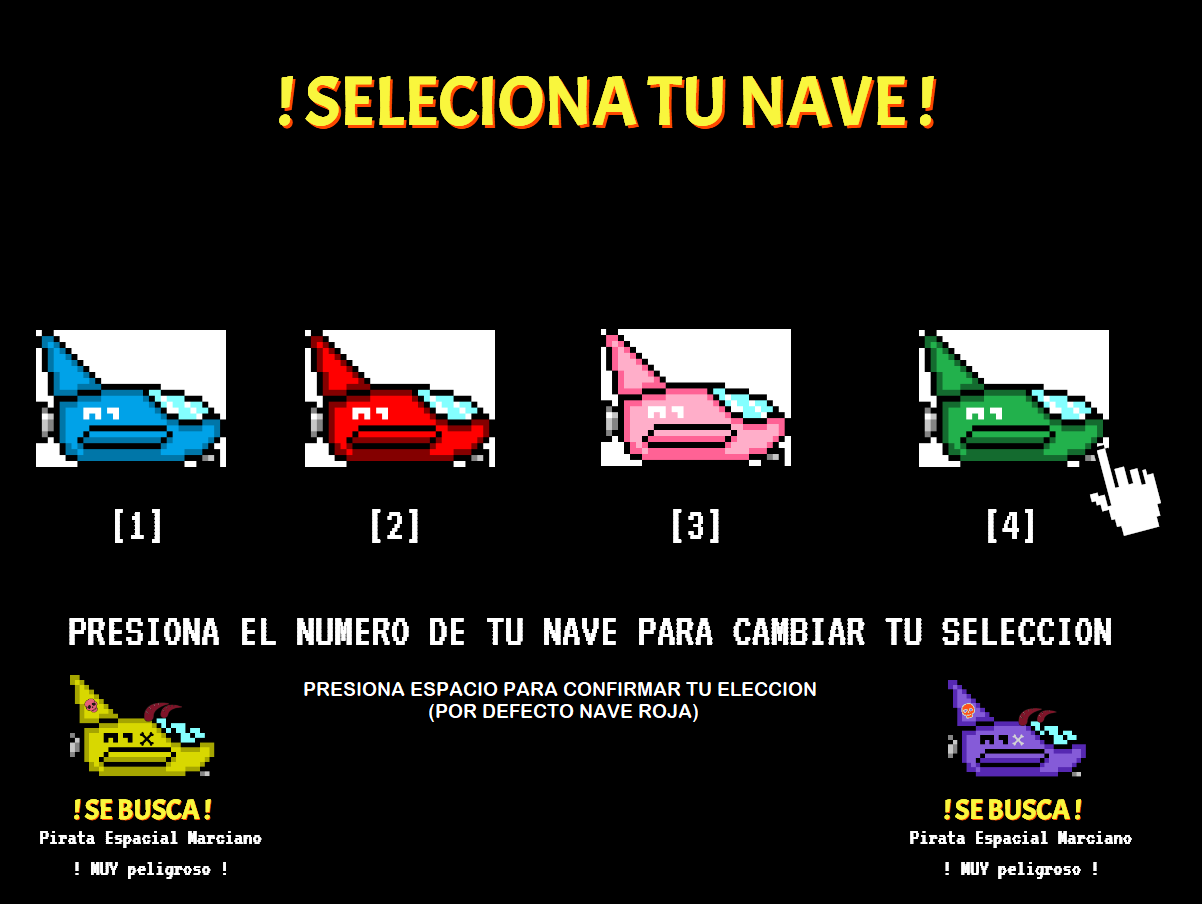 !SELECIONA TU NAVE!
[1] [2] [3] [4]
PRESIONA EL NUMERO DE TU NAVE PARA CAMBIAR TU SELECCION
PRESIONA ESPACIO PARA CONFIRMAR TU ELECCION
(POR DEFECTO NAVE ROJA)
!SE BUSCA!
Pirata Espacial Marciano
! MUY peligroso !
!SE BUSCA!
Pirata Espacial Marciano
! MUY peligroso !